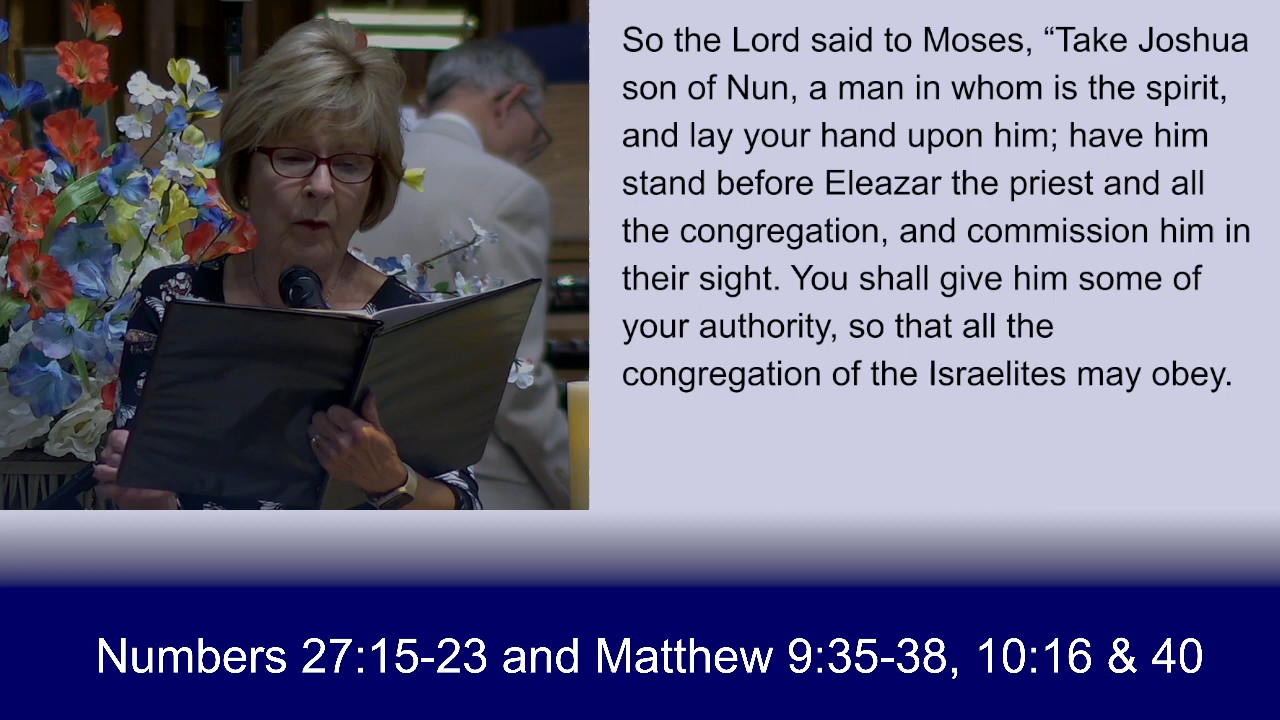 So the Lord said to Moses, “Take Joshua
son of Nun, a man in whom is the spirit,
and lay your hand upon him; have him
stand before Eleazar the priest and all
the congregation, and commission him in
their sight. You shall give him some of
your authority, so that all the
congregation of the Israelites may obey.
Numbers 27:15-23 and Matthew 9:35-38, 10:16 & 40